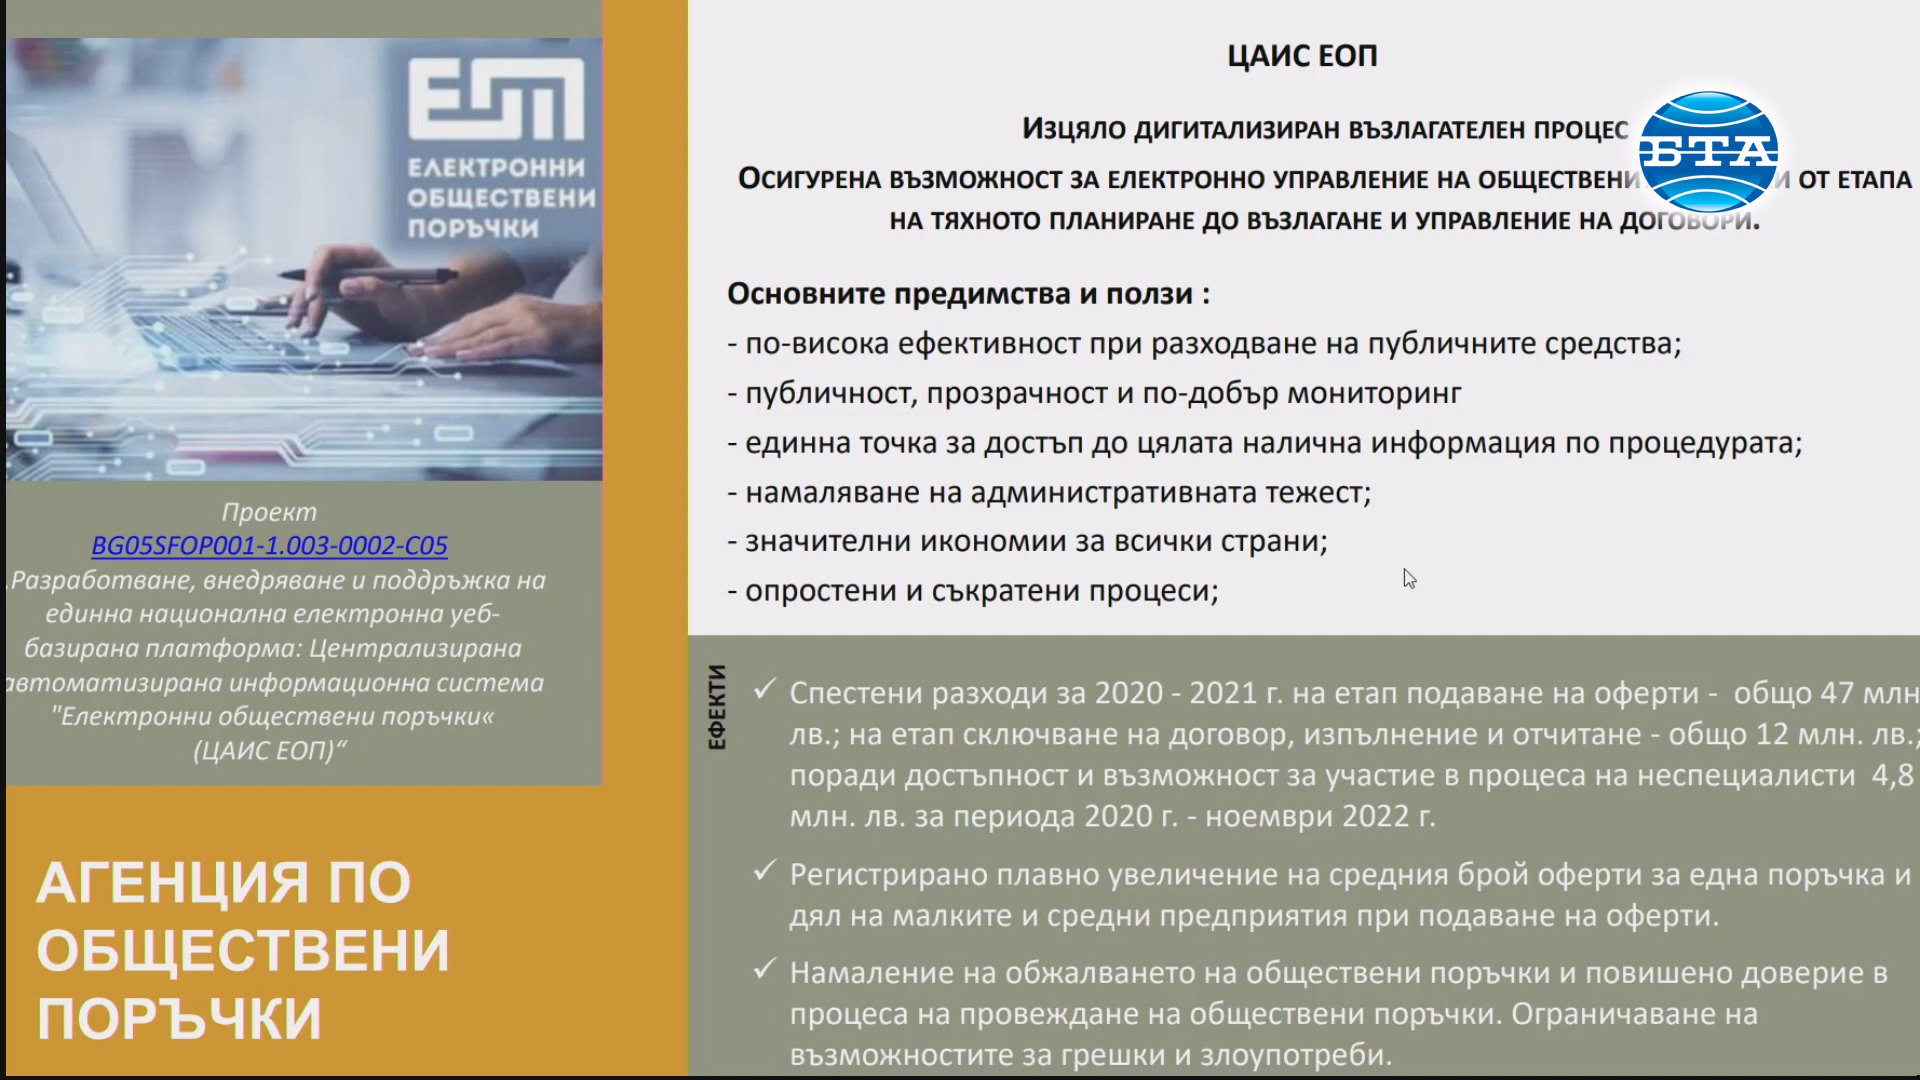 ЕОП
ЕЛЕКТРОННИ
ОБЩЕСТВЕНИ
ПОРЪЧКИ
Проект
BG05SFOP001-1.003-0002-C05
Разработване, внедряване и поддръжка на
единна национална електронна уеб-
базирана платформа: Централизирана
автоматизирана информационна система
"Електронни обществени поръчки«
(ЦАИС ЕОП)“
АГЕНЦИЯ ПО
ОБЩЕСТВЕНИ
ПОРЪЧКИ
ЦАИС ЕОП
Изцяло дигитализиран възлагателен процес
БТА
Осигурена възможност за електронно управление на обществени от етапа
на тяхното планиране до възлагане и управление на договори.
Основните предимства и ползи :
- по-висока ефективност при разходване на публичните средства;
- публичност, прозрачност и по-добър мониторинг
- единна точка за достъп до цялата налична информация по процедурата;
- намаляване на административната тежест;
- значителни икономии за всички страни;
- опростени и съкратени процеси;
ЕФЕКТИ
✓ Спестени разходи за 2020 - 2021 г. на етап подаване на оферти - общо 47 млн
лв.; на етап сключване на договор, изпълнение и отчитане - общо 12 млн. лв.;
поради достъпност и възможност за участие в процеса на неспециалисти 4,8
млн. лв. за периода 2020 г. - ноември 2022 г.
✓ Регистрирано плавно увеличение на средния брой оферти за една поръчка и
дял на малките и средни предприятия при подаване на оферти.
✓ Намаление на обжалването на обществени поръчки и повишено доверие в
процеса на провеждане на обществени поръчки. Ограничаване на
възможностите за грешки и злоупотреби.